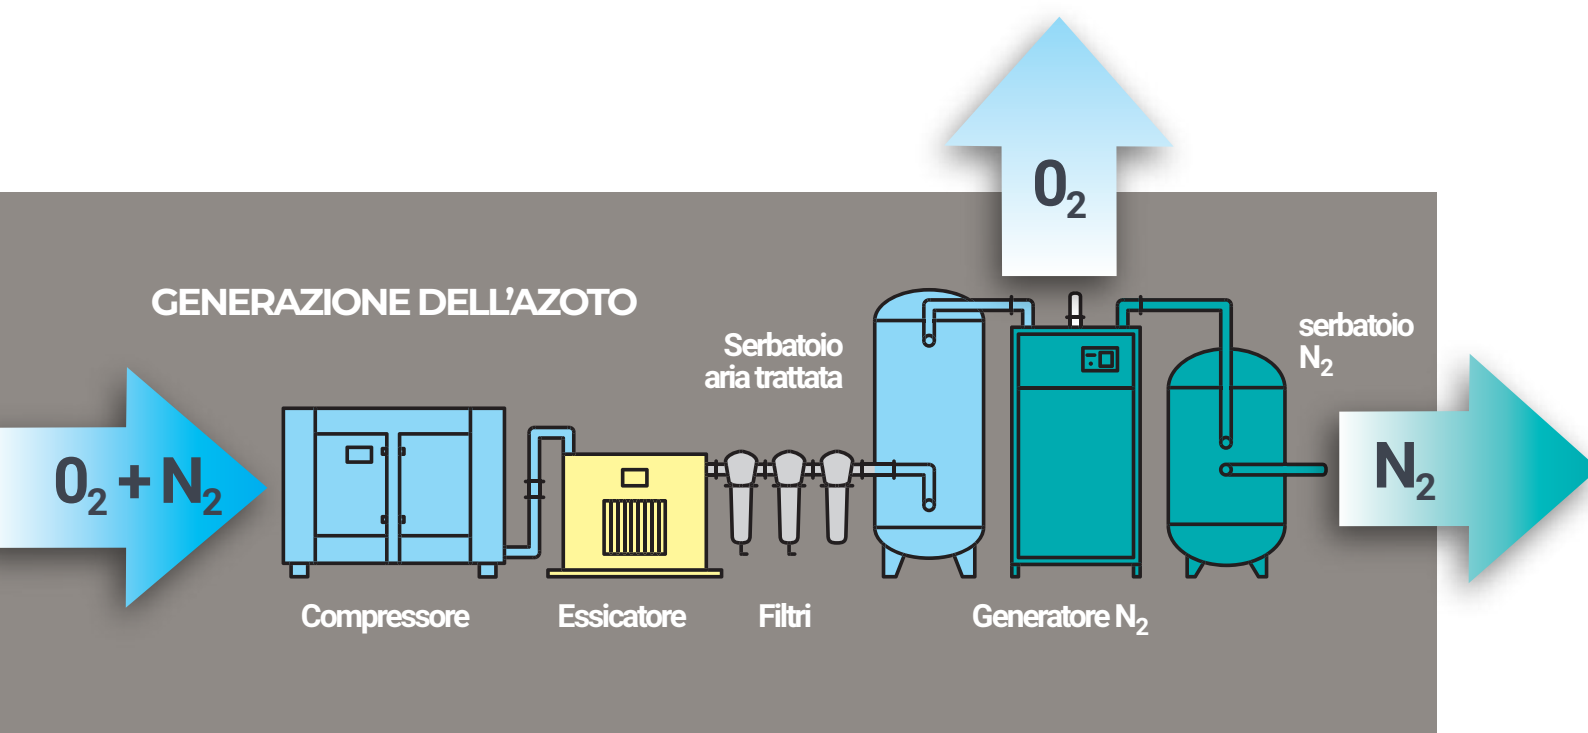 O₂
GENERAZIONE DELL'AZOTO
Serbatoio
aria trattata
serbatoio
N₂
O₂ + N₂
N₂
Compressore
Essicatore
Filtri
Generatore N₂